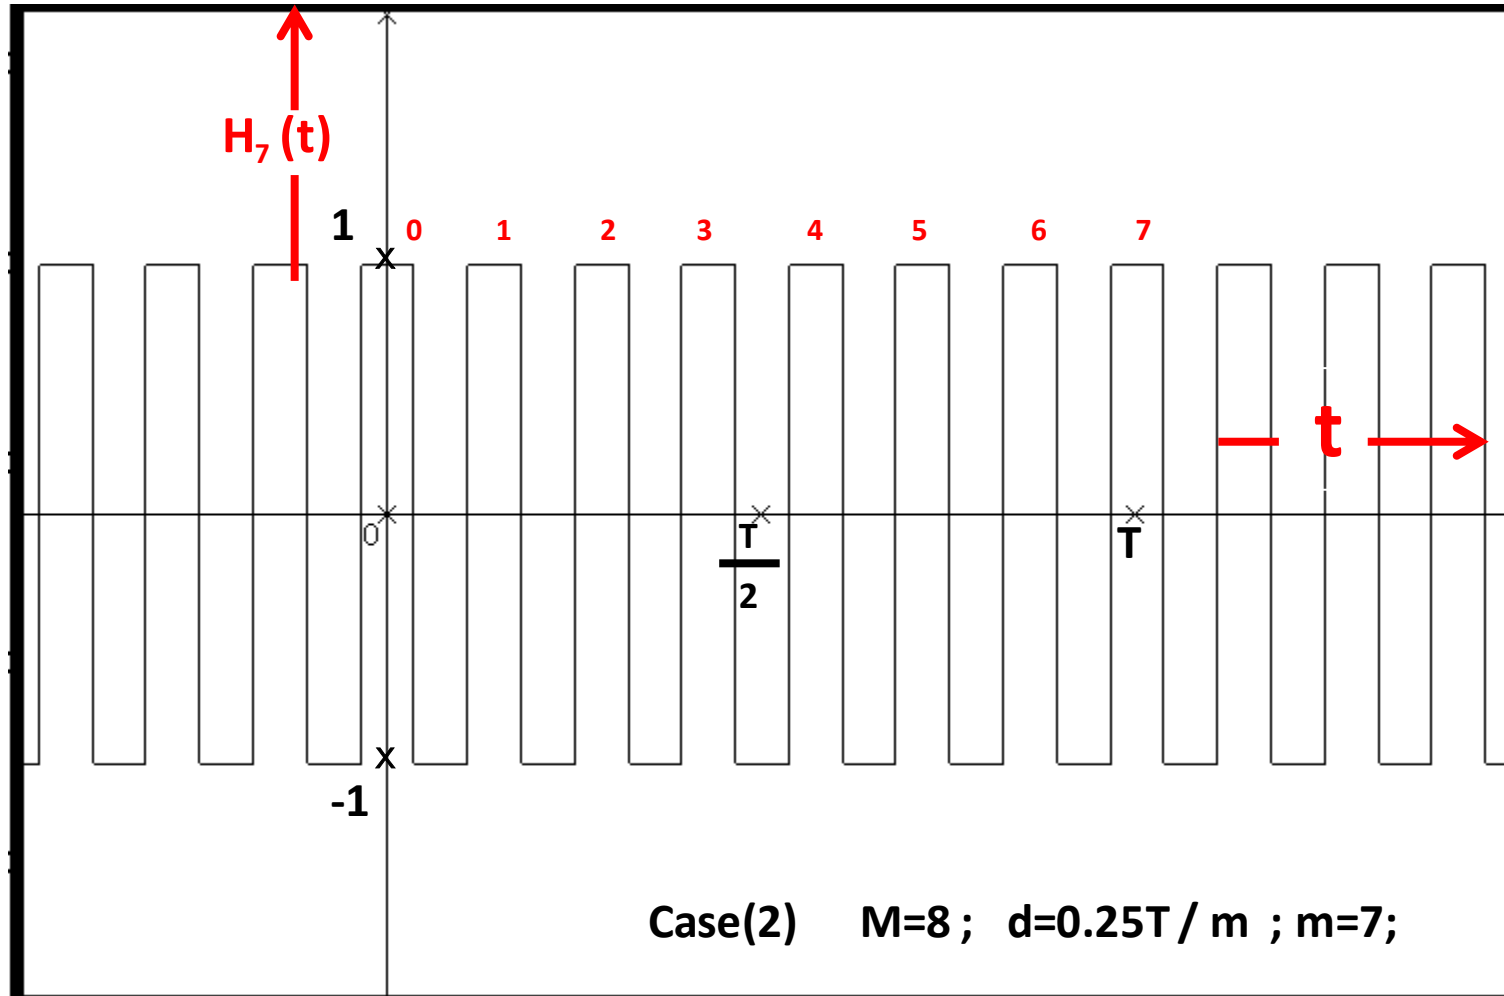 H₇ (t)
1
0 1 2 3 4 5 6 7
x
t
0
T
2
T
x
-1
Case(2) M=8 ; d=0.25T / m ; m=7;